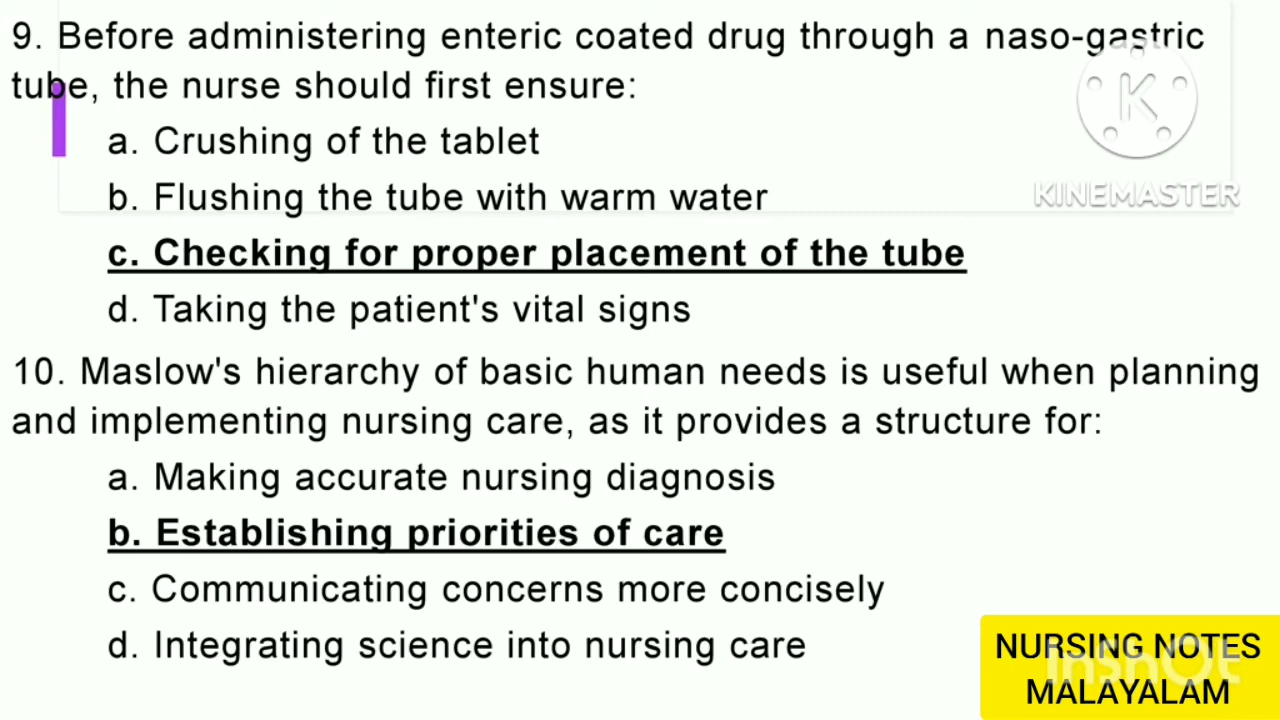 9. Before administering enteric coated drug through a naso-gastric
tube, the nurse should first ensure:
a. Crushing of the tablet
b. Flushing the tube with warm water
c. Checking for proper placement of the tube
d. Taking the patient's vital signs
KINEMASTER
10. Maslow's hierarchy of basic human needs is useful when planning
and implementing nursing care, as it provides a structure for:
a. Making accurate nursing diagnosis
b. Establishing priorities of care
c. Communicating concerns more concisely
d. Integrating science into nursing care
NURSING NOTES
InShOt
MALAYALAM